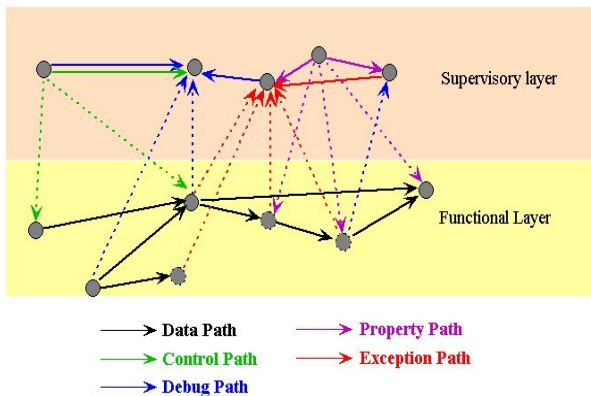 Supervisory layer
Functional Layer
Data Path
Property Path
Control Path
Exception Path
Debug Path